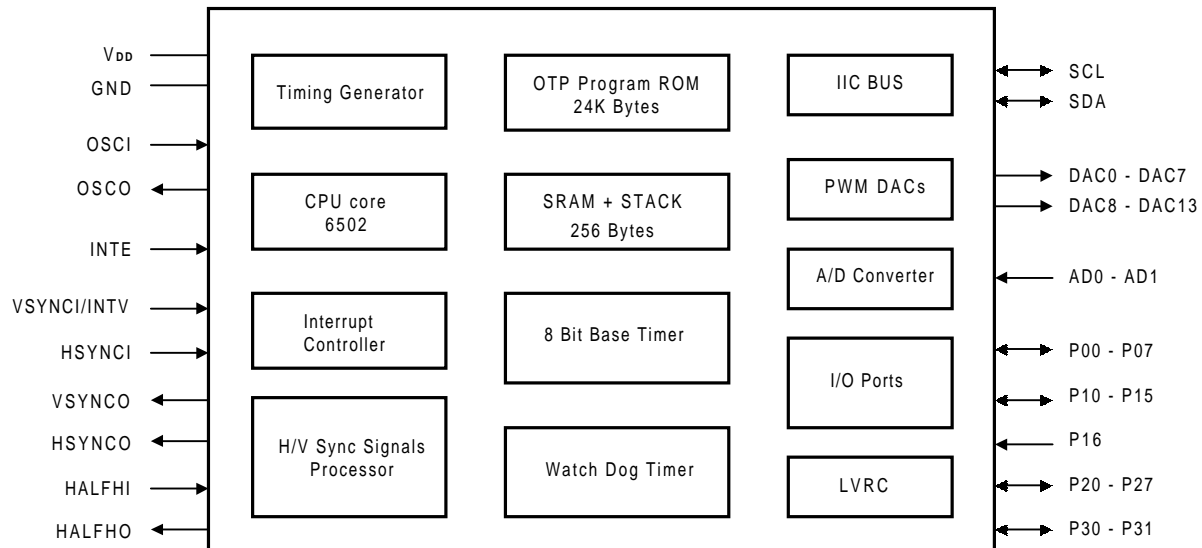 VDD
GND
OSCI
OSCO
INTE
VSYNCI/INTV
HSYNCI
VSYNCO
HSYNCO
HALFHI
HALFHO
Timing Generator
CPU core
6502
Interrupt
Controller
H/V Sync Signals
Processor
OTP Program ROM
24K Bytes
SRAM + STACK
256 Bytes
8 Bit Base Timer
Watch Dog Timer
IIC BUS
PWM DACs
A/D Converter
I/O Ports
LVRC
SCL
SDA
DAC0 - DAC7
DAC8 - DAC13
AD0 - AD1
P00 - P07
P10 - P15
P16
P20 - P27
P30 - P31